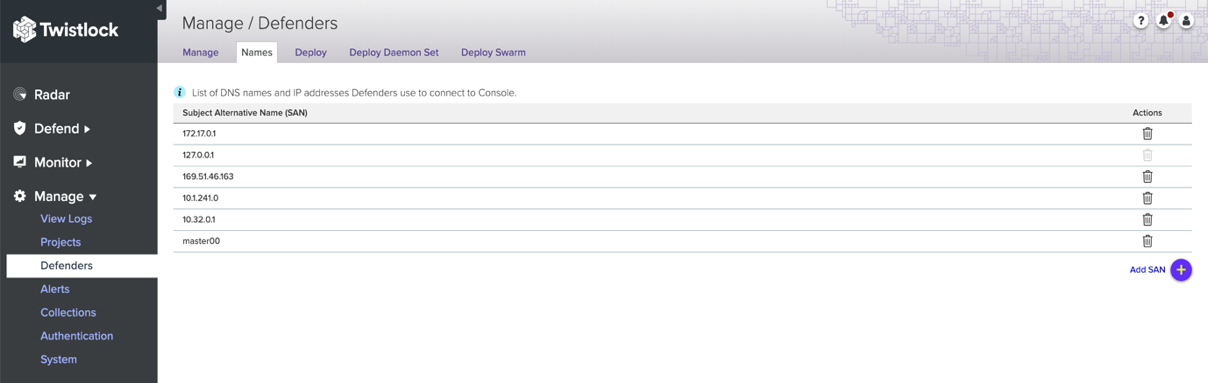 Twistlock
Manage / Defenders
?
Manage Names Deploy Deploy Daemon Set Deploy Swarm
Radar
Defend
Monitor
Manage
View Logs
Projects
Defenders
Alerts
Collections
Authentication
System
i List of DNS names and IP addresses Defenders use to connect to Console.
Subject Alternative Name (SAN) Actions
172.17.0.1
127.0.0.1
169.51.46.163
10.1.241.0
10.32.0.1
master00
Add SAN +